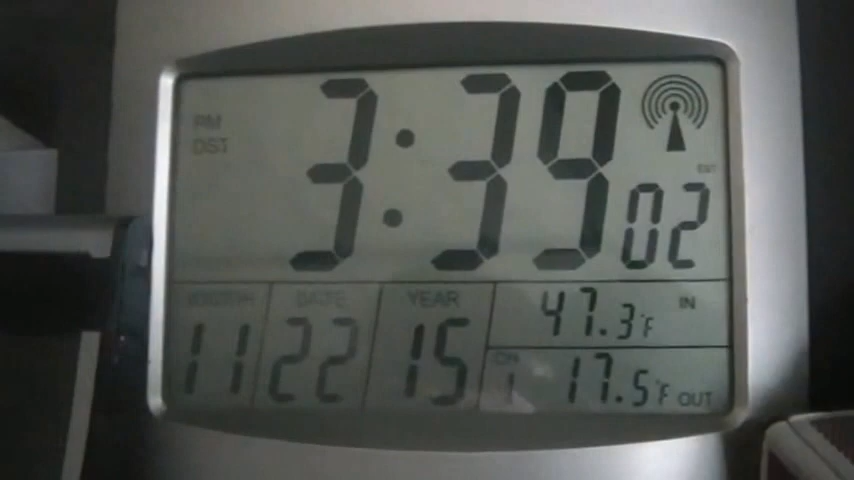 PM
DST
3:39 02
EST
MONTH DATE YEAR
11 22 15
47.3°F IN
CH
1 17.5°F OUT